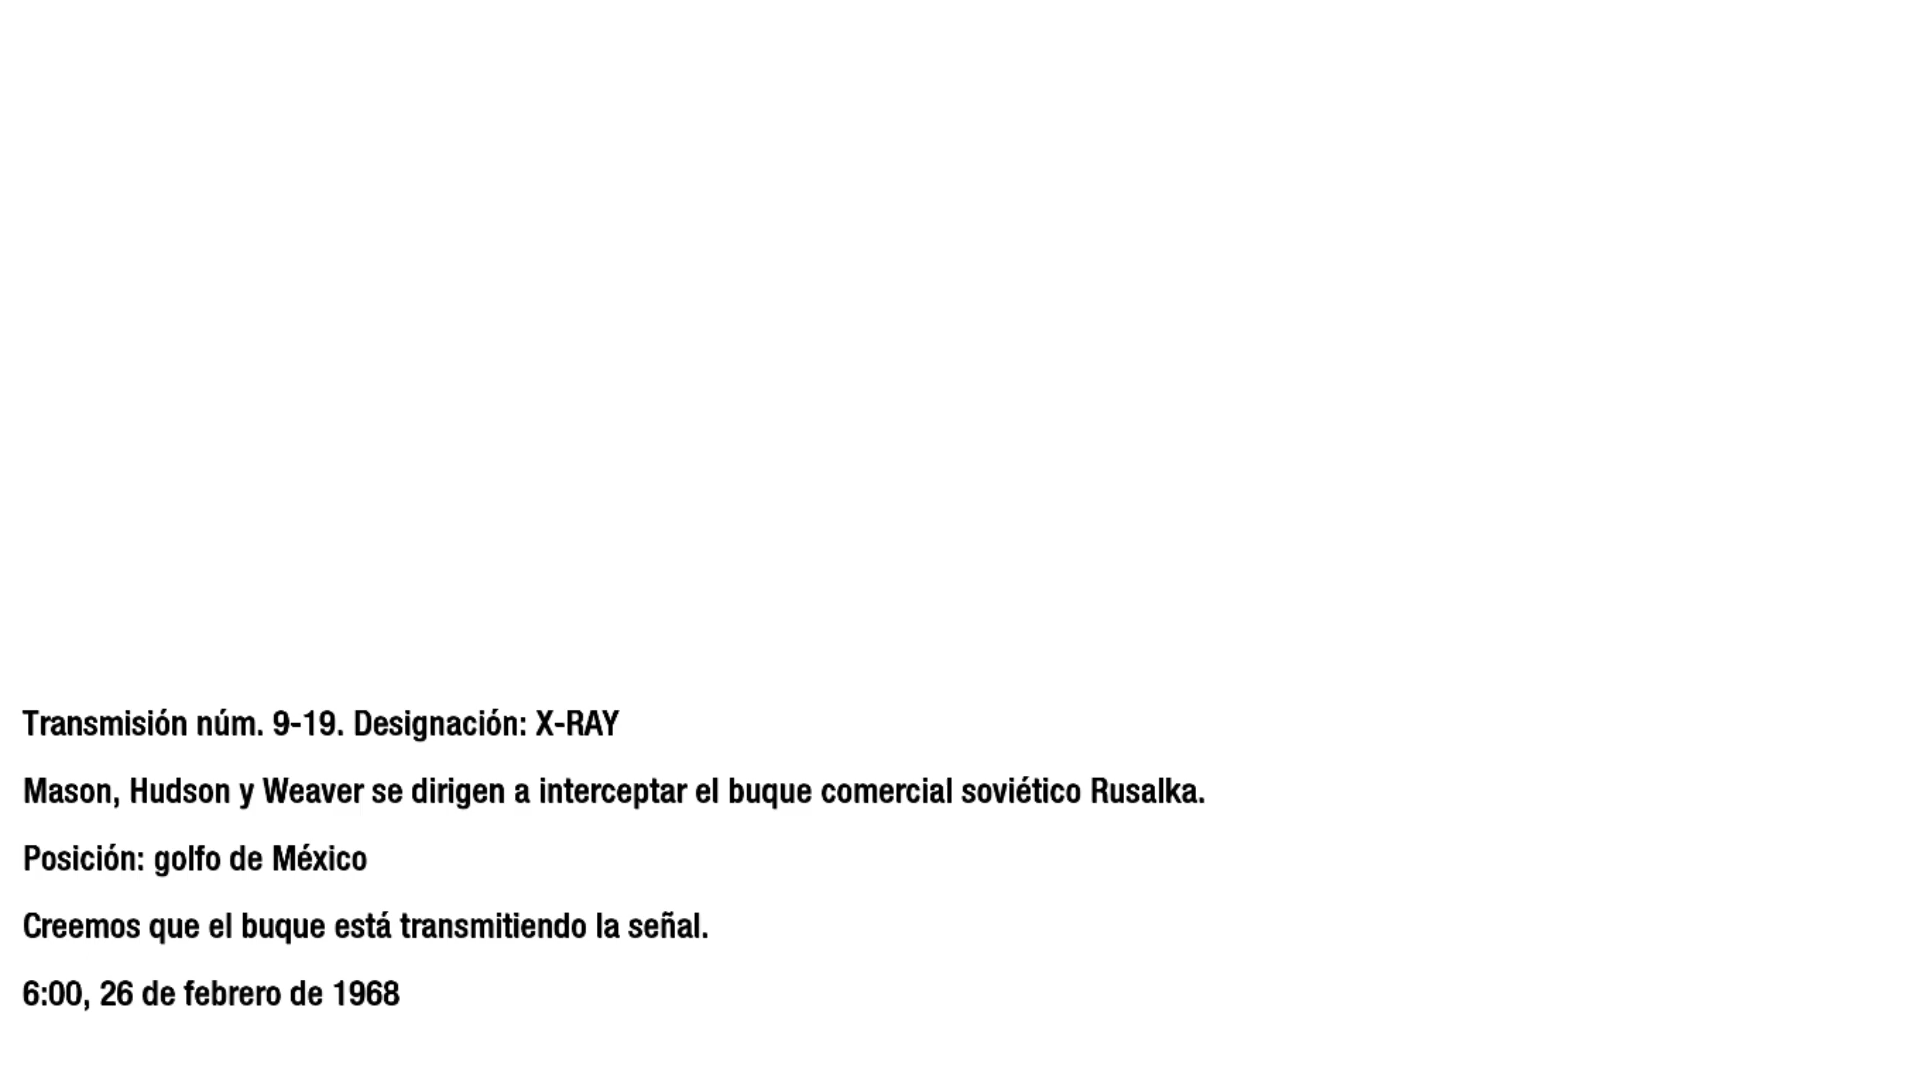 Transmisión núm. 9-19. Designación: X-RAY
Mason, Hudson y Weaver se dirigen a interceptar el buque comercial soviético Rusalka.
Posición: golfo de México
Creemos que el buque está transmitiendo la señal.
6:00, 26 de febrero de 1968